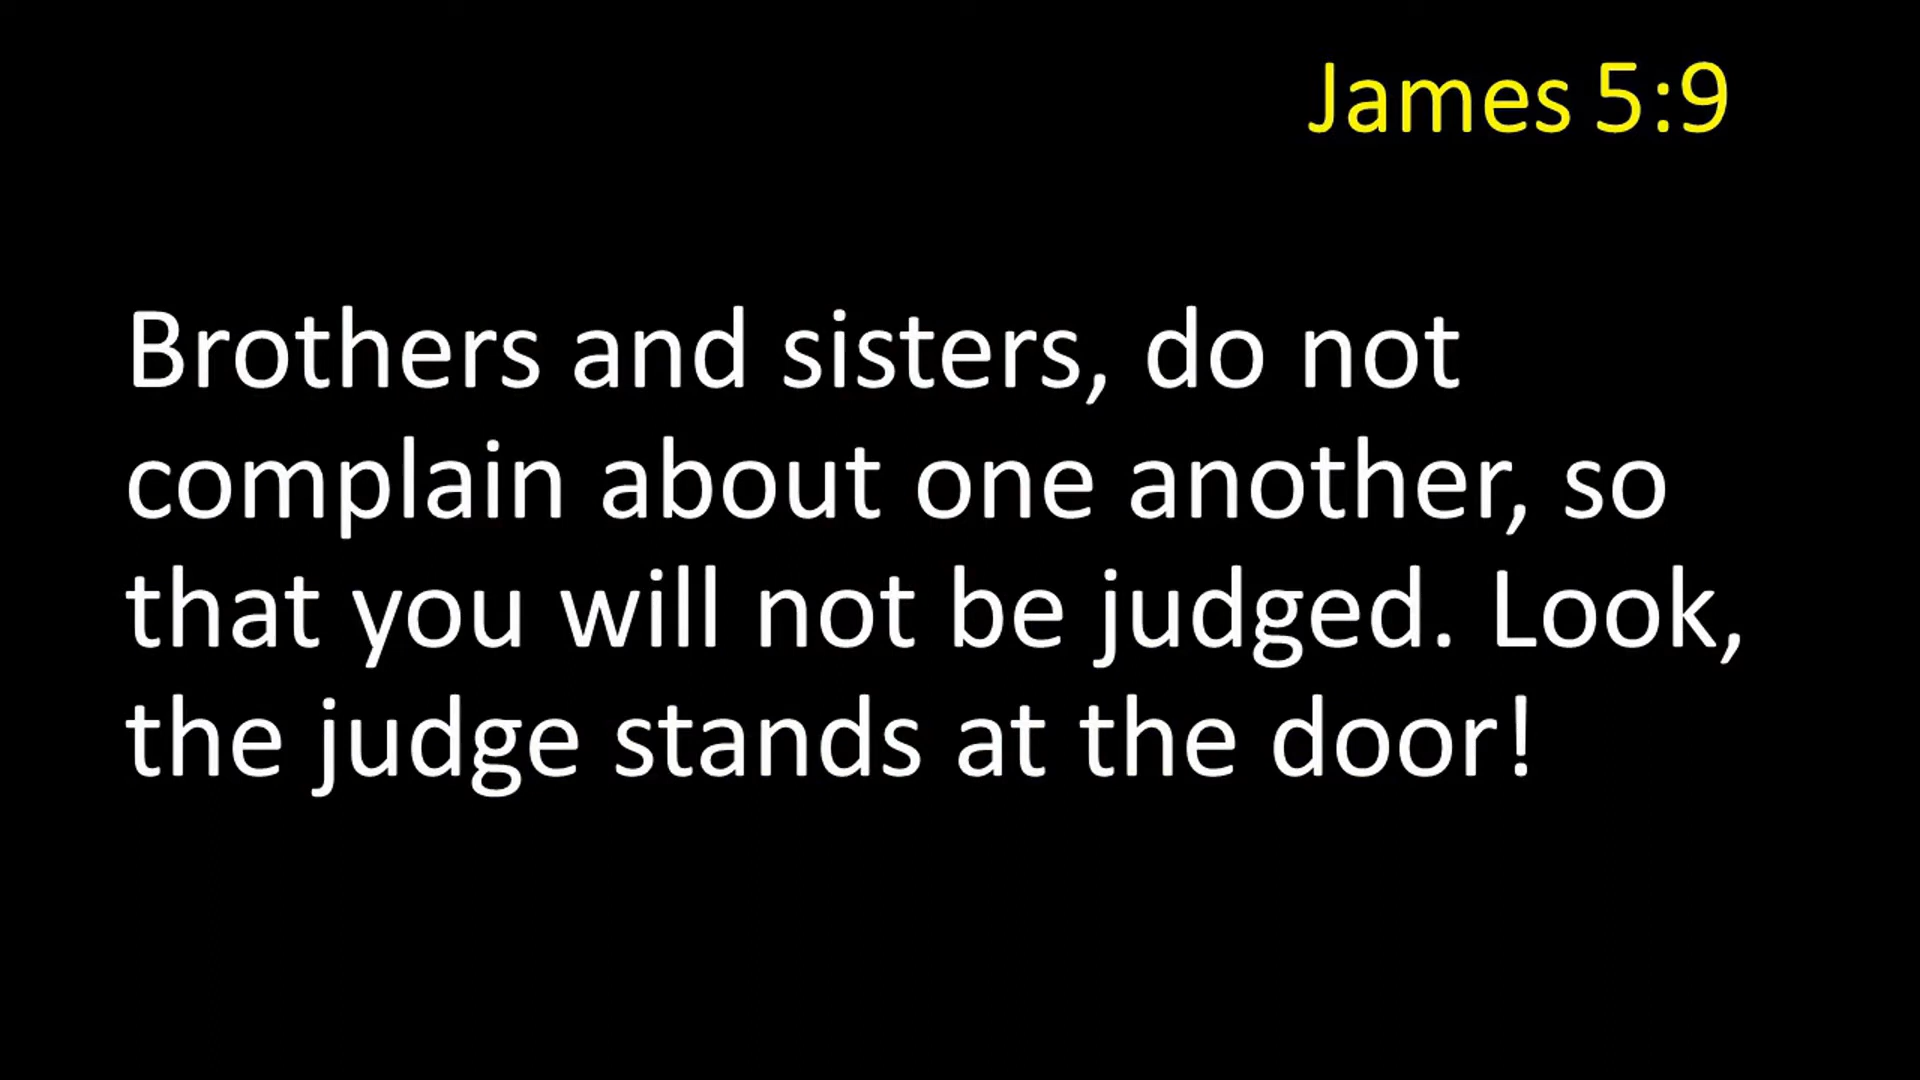 James 5:9
Brothers and sisters, do not
complain about one another, so
that you will not be judged. Look,
the judge stands at the door!